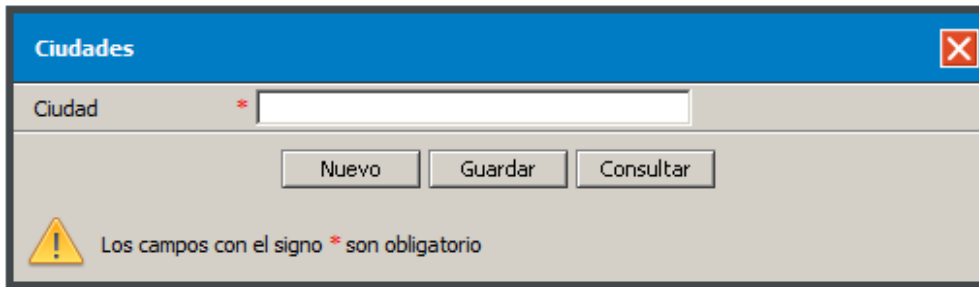 Ciudades
Ciudad *
Nuevo Guardar Consultar
Los campos con el signo * son obligatorio